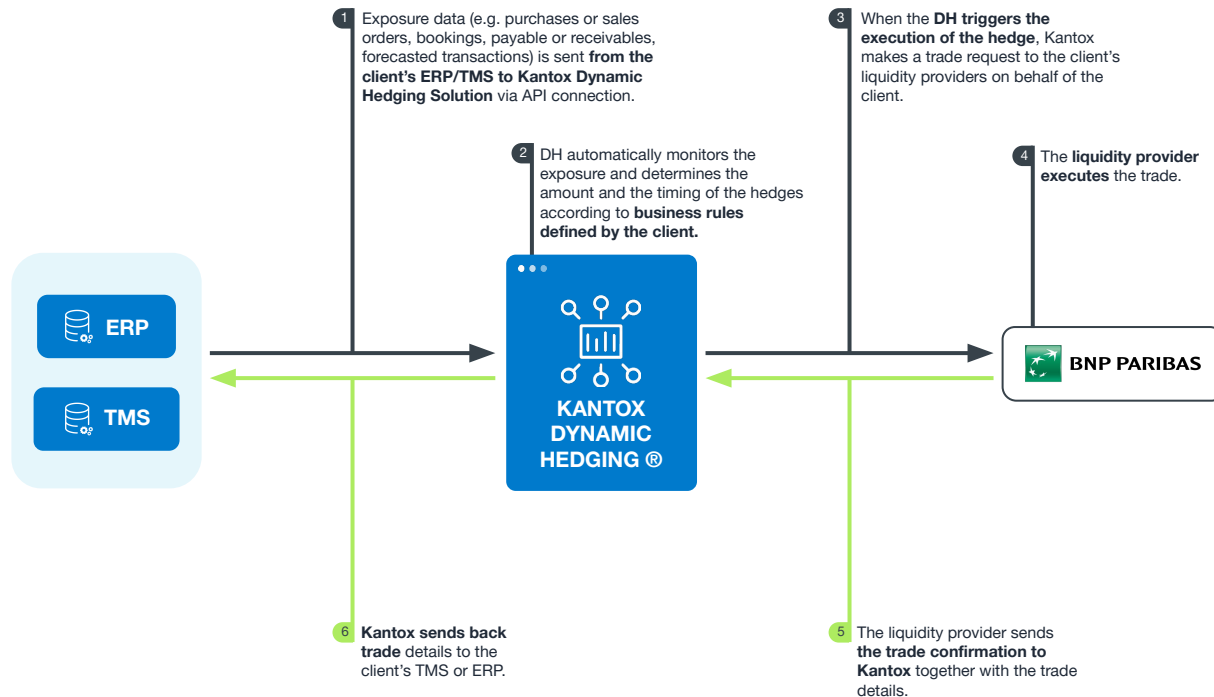 1 Exposure data (e.g. purchases or sales
orders, bookings, payable or receivables,
forecasted transactions) is sent from the
client's ERP/TMS to Kantox Dynamic
Hedging Solution via API connection.
2 DH automatically monitors the
exposure and determines the
amount and the timing of the hedges
according to business rules
defined by the client.
3 When the DH triggers the
execution of the hedge, Kantox
makes a trade request to the client's
liquidity providers on behalf of the
client.
4 The liquidity provider
executes the trade.
ERP
TMS
KANTOX
DYNAMIC
HEDGING ®
BNP PARIBAS
6 Kantox sends back
trade details to the
client's TMS or ERP.
5 The liquidity provider sends
the trade confirmation to
Kantox together with the trade
details.